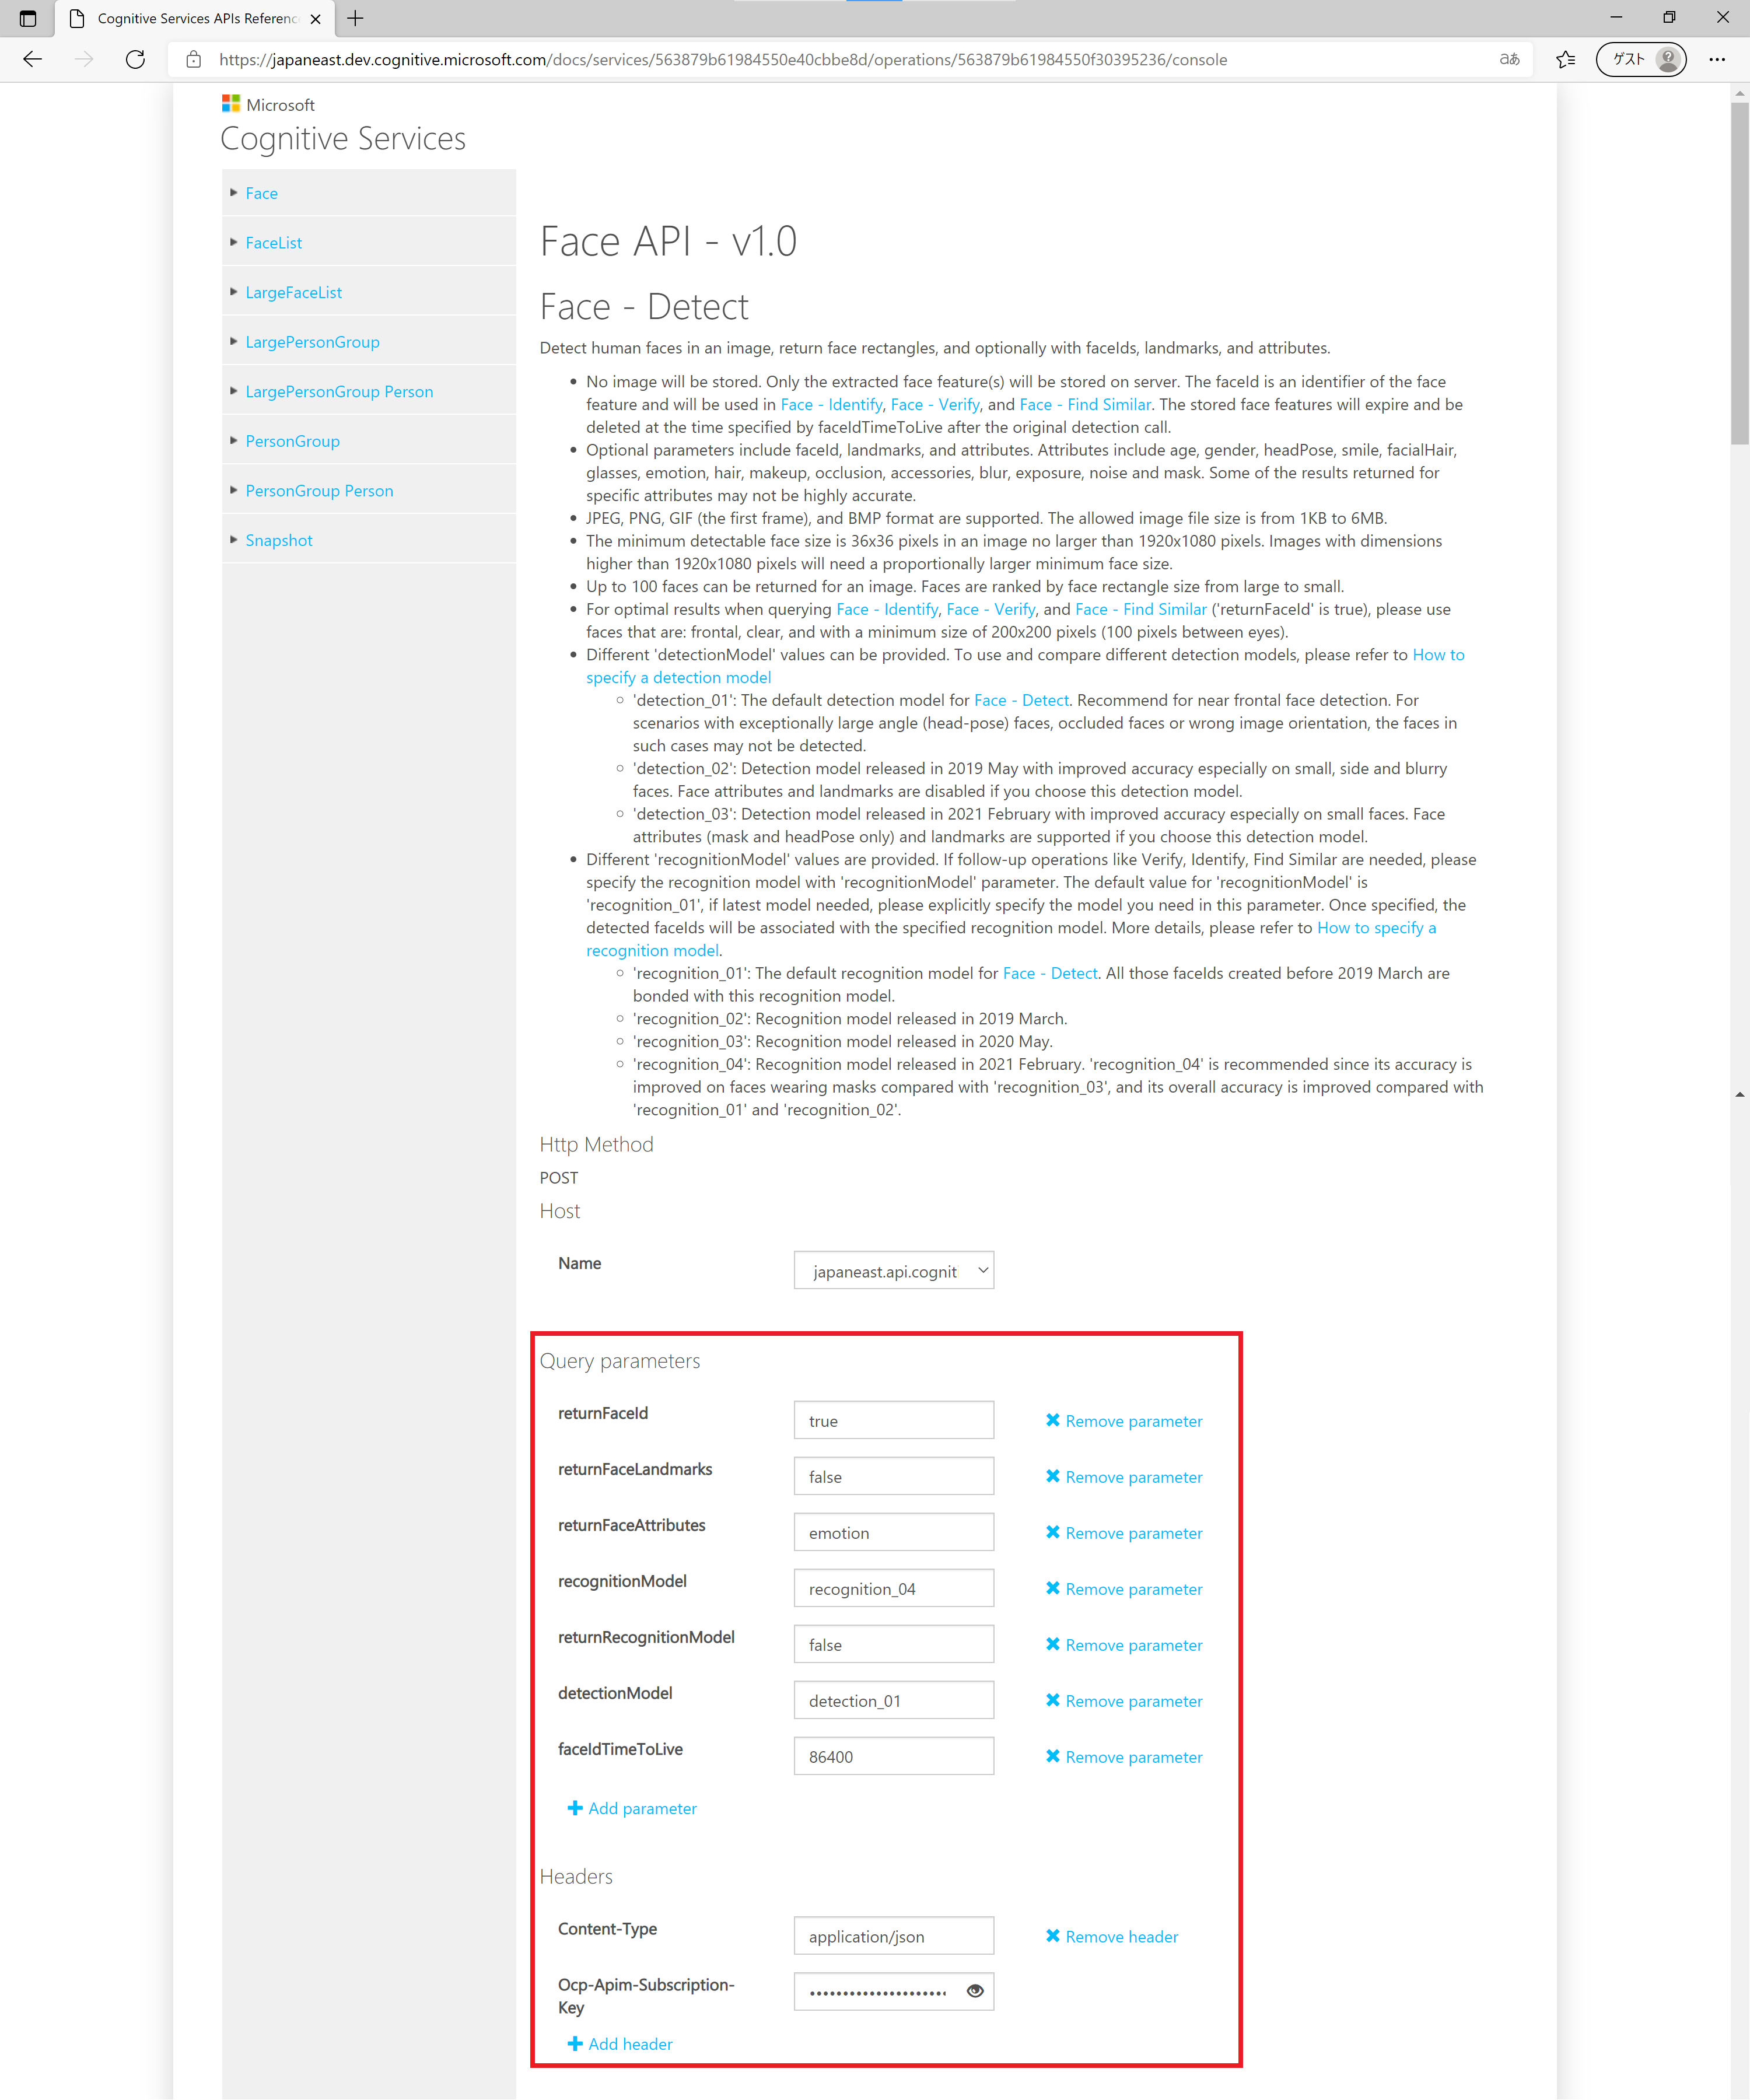 Cognitive Services APIs Referenc
https://japaneast.dev.cognitive.microsoft.com/docs/services/563879b61984550e40cbbe8d/operations/563879b61984550f30395236/console
aあ
ゲスト
Microsoft
Cognitive Services
Face
FaceList
LargeFaceList
LargePersonGroup
LargePersonGroup Person
PersonGroup
PersonGroup Person
Snapshot
Face API - v1.0
Face - Detect
Detect human faces in an image, return face rectangles, and optionally with faceIds, landmarks, and attributes.
• No image will be stored. Only the extracted face feature(s) will be stored on server. The faceId is an identifier of the face
feature and will be used in Face - Identify, Face - Verify, and Face - Find Similar. The stored face features will expire and be
deleted at the time specified by faceIdTimeToLive after the original detection call.
• Optional parameters include faceId, landmarks, and attributes. Attributes include age, gender, headPose, smile, facialHair,
glasses, emotion, hair, makeup, occlusion, accessories, blur, exposure, noise and mask. Some of the results returned for
specific attributes may not be highly accurate.
• JPEG, PNG, GIF (the first frame), and BMP format are supported. The allowed image file size is from 1KB to 6MB.
• The minimum detectable face size is 36x36 pixels in an image no larger than 1920x1080 pixels. Images with dimensions
higher than 1920x1080 pixels will need a proportionally larger minimum face size.
• Up to 100 faces can be returned for an image. Faces are ranked by face rectangle size from large to small.
• For optimal results when querying Face - Identify, Face - Verify, and Face - Find Similar ('returnFaceId' is true), please use
faces that are: frontal, clear, and with a minimum size of 200x200 pixels (100 pixels between eyes).
• Different 'detectionModel' values can be provided. To use and compare different detection models, please refer to How to
specify a detection model
○ 'detection_01': The default detection model for Face - Detect. Recommend for near frontal face detection. For
scenarios with exceptionally large angle (head-pose) faces, occluded faces or wrong image orientation, the faces in
such cases may not be detected.
○ 'detection_02': Detection model released in 2019 May with improved accuracy especially on small, side and blurry
faces. Face attributes and landmarks are disabled if you choose this detection model.
○ 'detection_03': Detection model released in 2021 February with improved accuracy especially on small faces. Face
attributes (mask and headPose only) and landmarks are supported if you choose this detection model.
• Different 'recognitionModel' values are provided. If follow-up operations like Verify, Identify, Find Similar are needed, please
specify the recognition model with 'recognitionModel' parameter. The default value for 'recognitionModel' is
'recognition_01', if latest model needed, please explicitly specify the model you need in this parameter. Once specified, the
detected faceIds will be associated with the specified recognition model. More details, please refer to How to specify a
recognition model.
○ 'recognition_01': The default recognition model for Face - Detect. All those faceIds created before 2019 March are
bonded with this recognition model.
○ 'recognition_02': Recognition model released in 2019 March.
○ 'recognition_03': Recognition model released in 2020 May.
○ 'recognition_04': Recognition model released in 2021 February. 'recognition_04' is recommended since its accuracy is
improved on faces wearing masks compared with 'recognition_03', and its overall accuracy is improved compared with
'recognition_01' and 'recognition_02'.
Http Method
POST
Host
Name japaneast.api.cognit
Query parameters
returnFaceId true Remove parameter
returnFaceLandmarks false Remove parameter
returnFaceAttributes emotion Remove parameter
recognitionModel recognition_04 Remove parameter
returnRecognitionModel false Remove parameter
detectionModel detection_01 Remove parameter
faceIdTimeToLive 86400 Remove parameter
Add parameter
Headers
Content-Type application/json Remove header
Ocp-Apim-Subscription-
Key
Add header